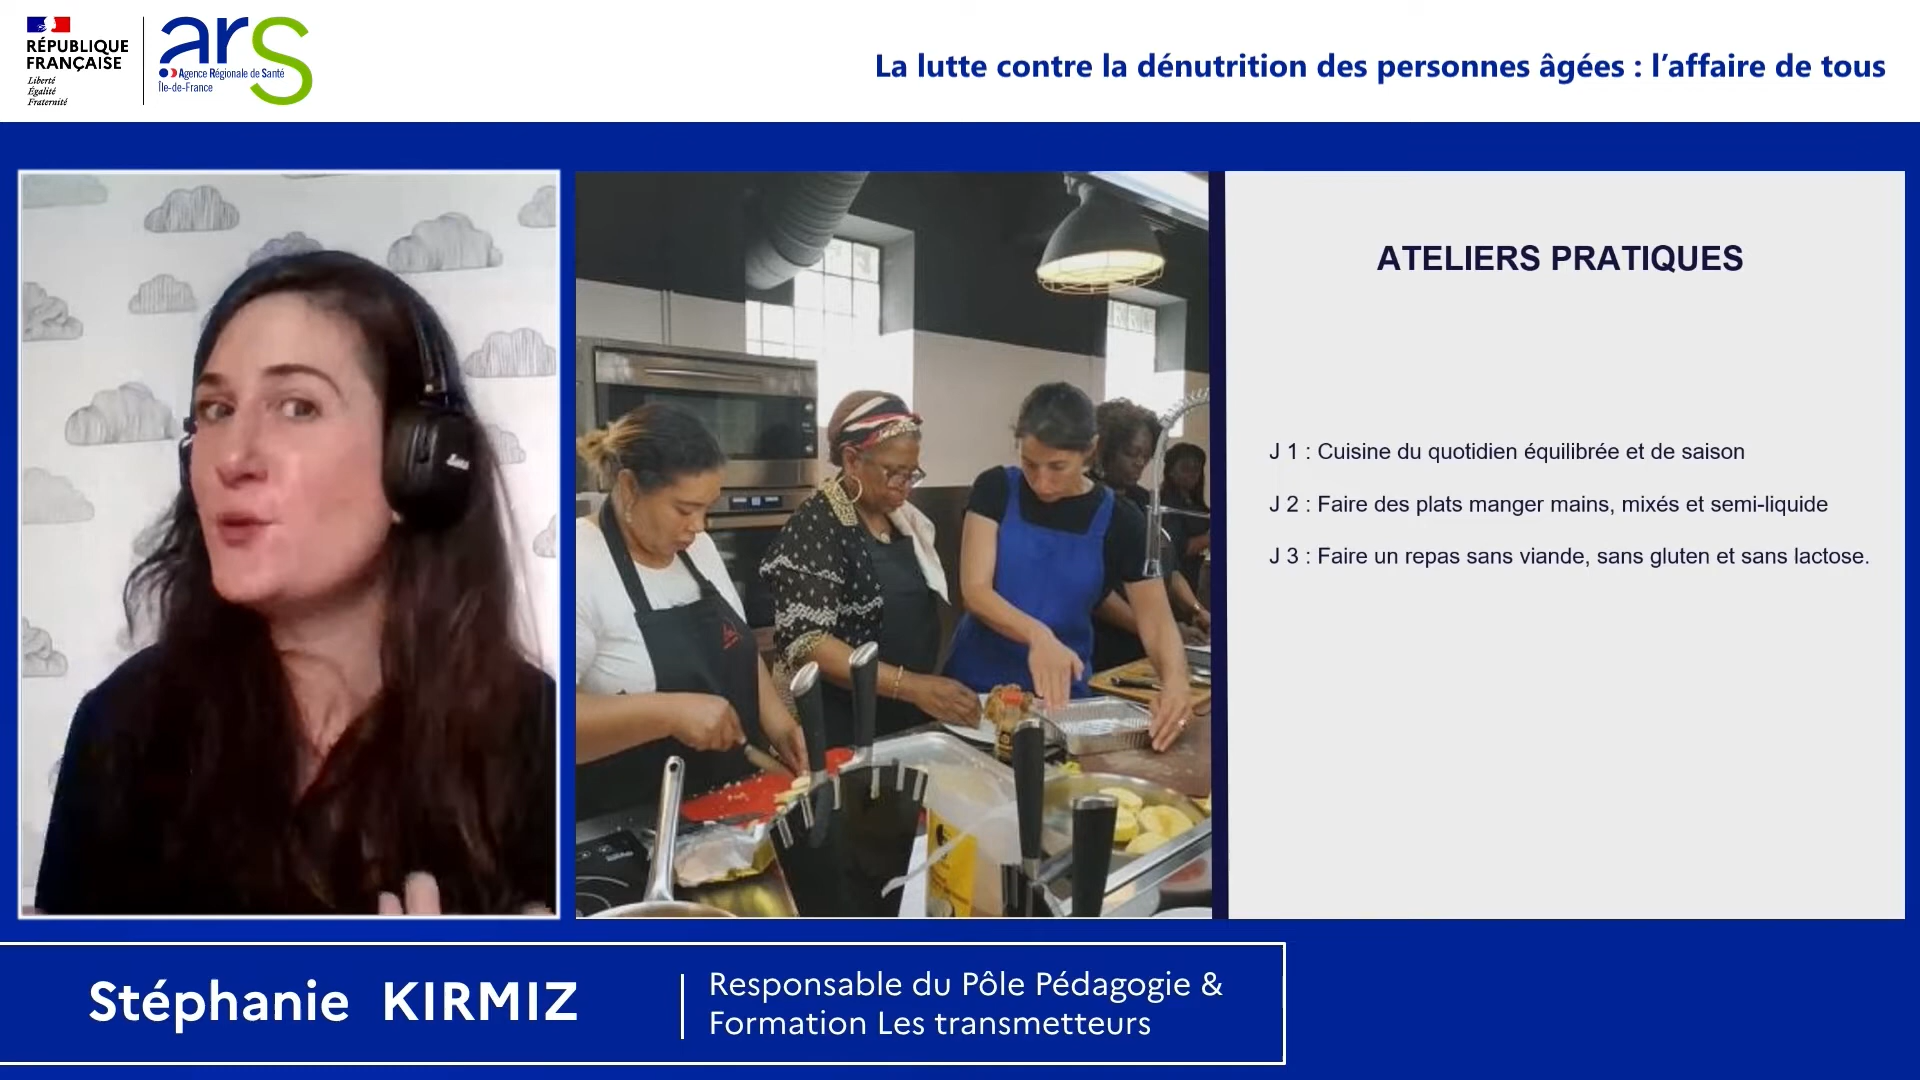 RÉPUBLIQUE
FRANÇAISE
Liberté
Égalité
Fraternité
ars
Agence Régionale de Santé
Île-de-France
La lutte contre la dénutrition des personnes âgées : l’affaire de tous
ATELIERS PRATIQUES
J 1 : Cuisine du quotidien équilibrée et de saison
J 2 : Faire des plats manger mains, mixés et semi-liquide
J 3 : Faire un repas sans viande, sans gluten et sans lactose.
Stéphanie KIRMIZ
Responsable du Pôle Pédagogie &
Formation Les transmetteurs